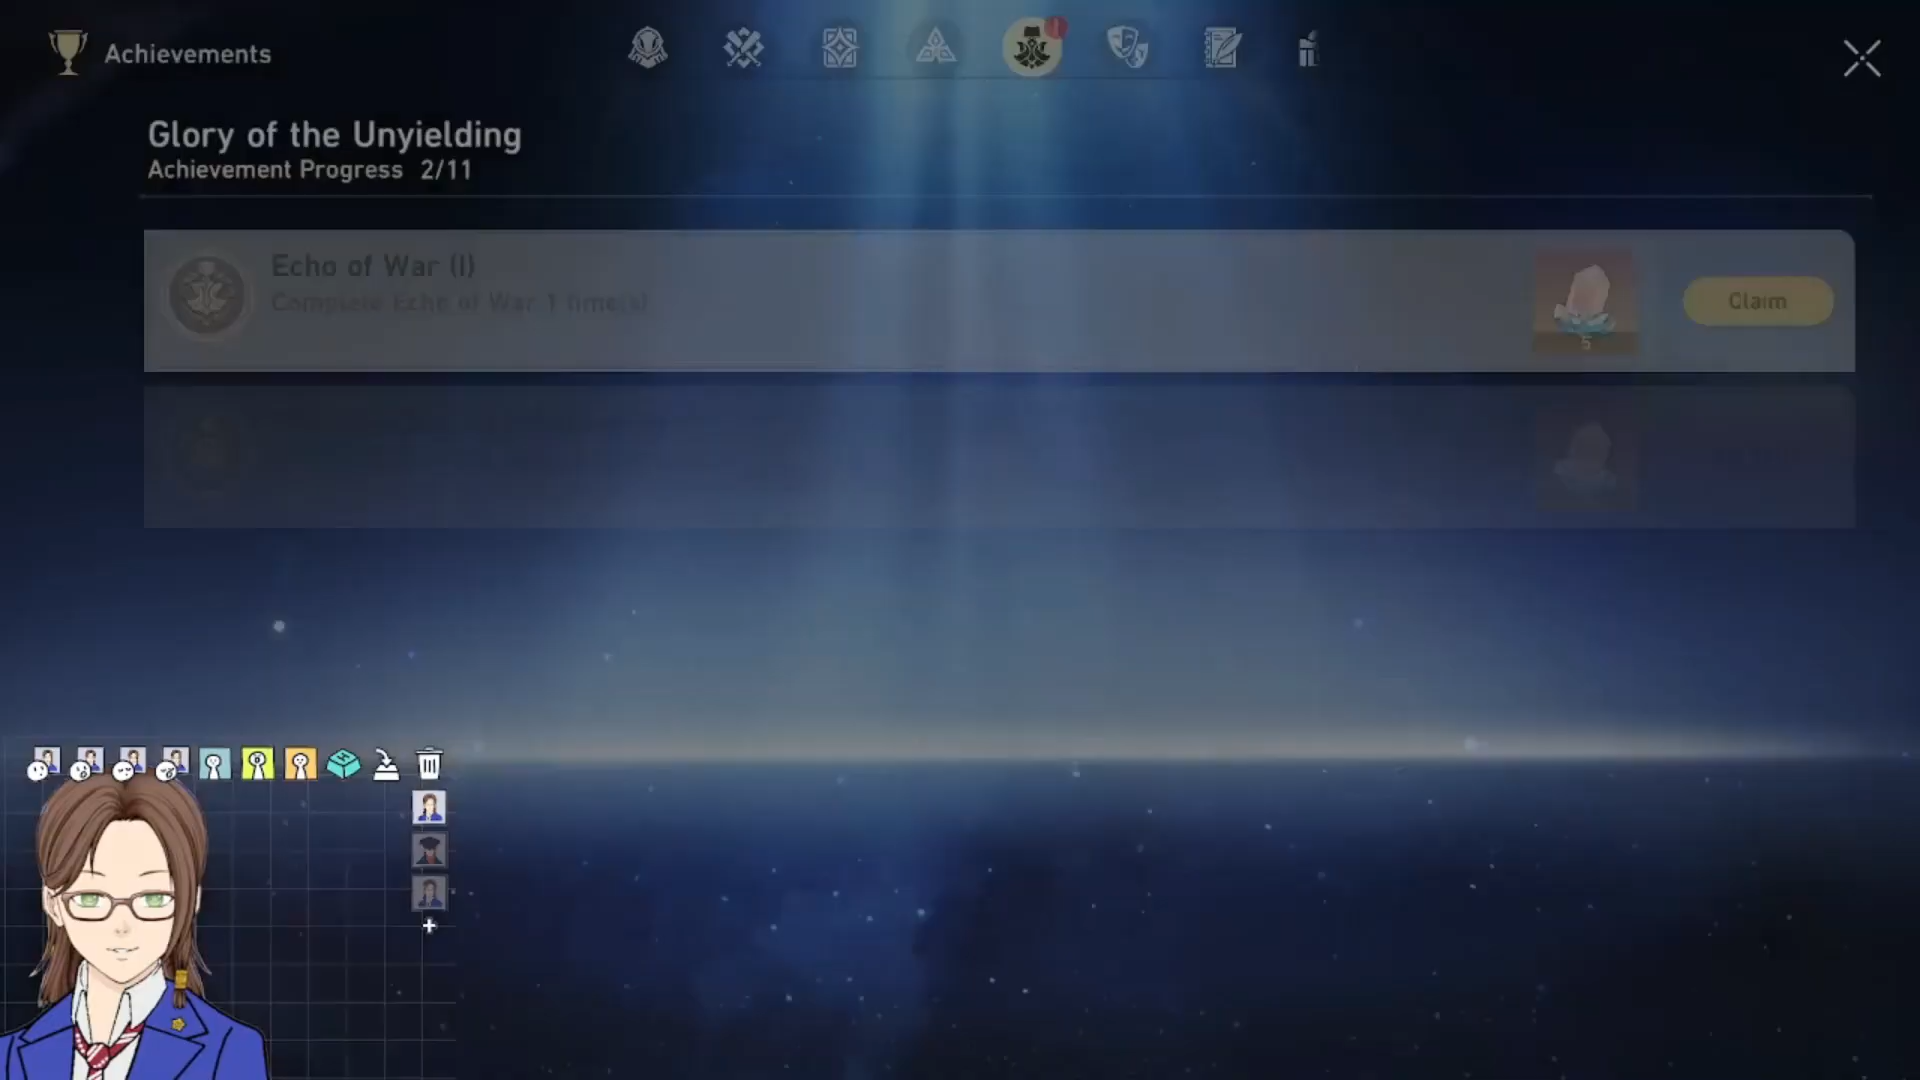 Achievements
Glory of the Unyielding
Achievement Progress 2/11
Echo of War (I)
Complete Echo of War 1 time(s)
5
Claim